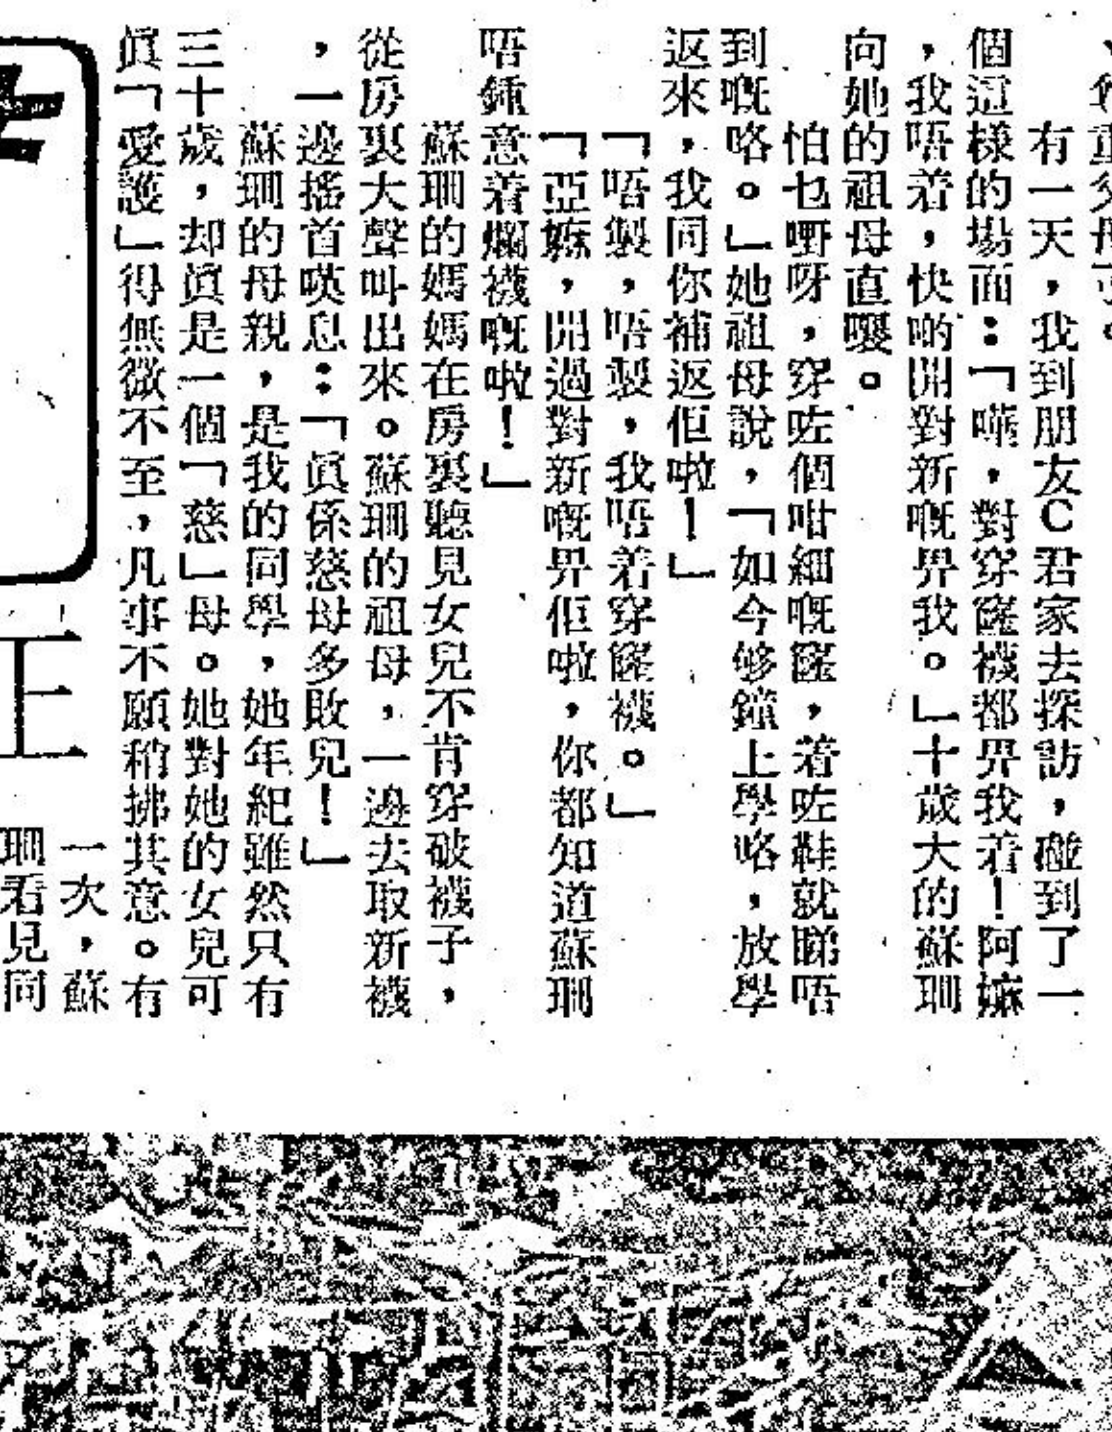 重父母
有一天，我到朋友C君家去探訪，碰到了一
個這樣的場面：「嘩，對穿窿襪都畀我着！阿嫲
，我唔着，快啲開對新嘅畀我。」十歲大的蘇珊
向她的祖母直嚷。
怕乜嘢呀，穿咗個咁細嘅窿，着咗鞋就睇唔
到嘅咯。」她祖母說，「如今够鐘上學咯，放學
返來，我同你補返佢啦！」
「唔製，唔製，我唔着穿窿襪。」
「亞嫲，開過對新嘅畀佢啦，你都知道蘇珊
唔鍾意着爛襪嘅啦！」
蘇珊的媽媽在房裏聽見女兒不肯穿破襪子，
從房裏大聲叫出來。蘇珊的祖母，一邊去取新襪
，一邊搖首嘆息：「眞係慈母多敗兒！」
蘇珊的母親，是我的同學，她年紀雖然只有
三十歲，却眞是一個「慈」母。她對她的女兒可
眞「愛護」得無微不至，凡事不願稍拂其意。有
一次，蘇
珊看見同
王